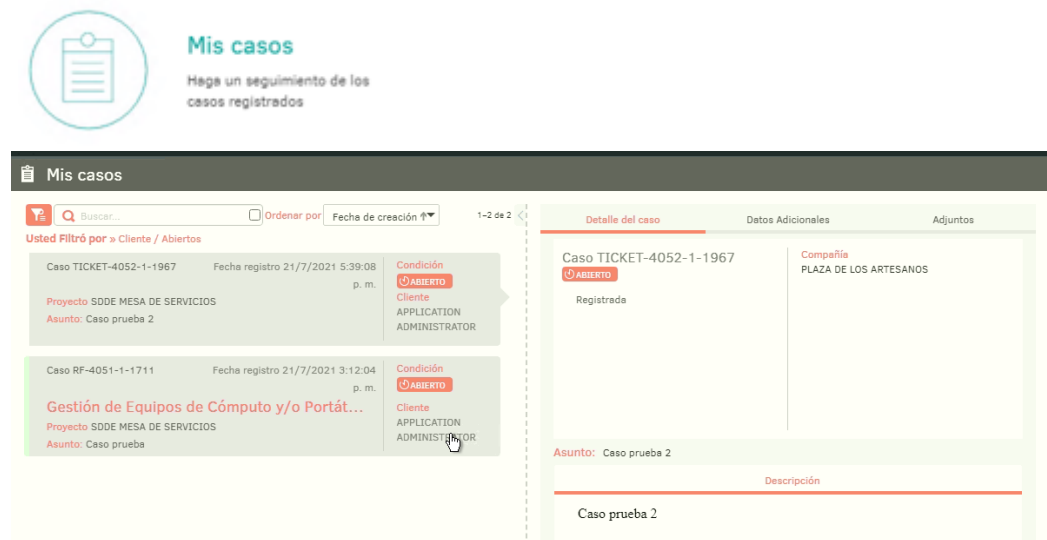 Mis casos
Haga un seguimiento de los
casos registrados
Mis casos
Buscar...
Ordenar por
Fecha de creación
1-2 de 2
Usted Filtró por » Cliente / Abiertos
Caso TICKET-4052-1-1967
Fecha registro 21/7/2021 5:39:08
p. m.
Proyecto SDDE MESA DE SERVICIOS
Asunto: Caso prueba 2
Condición
ABIERTO
Cliente
APPLICATION
ADMINISTRATOR
Caso RF-4051-1-1711
Fecha registro 21/7/2021 3:12:04
p. m.
Gestión de Equipos de Cómputo y/o Portát...
Proyecto SDDE MESA DE SERVICIOS
Asunto: Caso prueba
Condición
ABIERTO
Cliente
APPLICATION
ADMINISTRATOR
Detalle del caso
Datos Adicionales
Adjuntos
Caso TICKET-4052-1-1967
ABIERTO
Registrada
Compañía
PLAZA DE LOS ARTESANOS
Asunto: Caso prueba 2
Descripción
Caso prueba 2